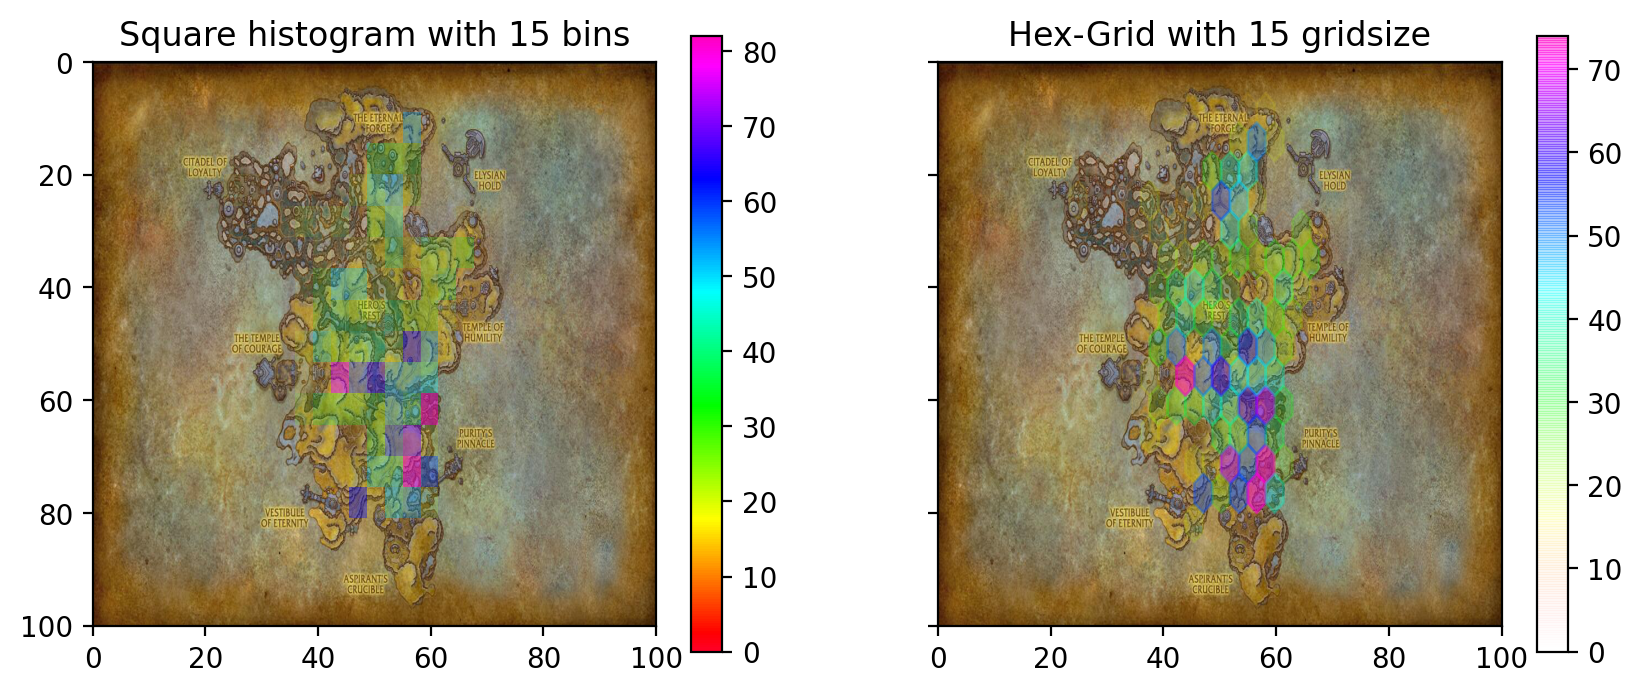 Square histogram with 15 bins
0
20
40
60
80
100
0
20
40
60
80
100
THE ETERNAL
FORGE
CITADEL OF
LOYALTY
ELYSIAN
HOLD
HERO'S
REST
TEMPLE OF
HUMILITY
THE TEMPLE
OF COURAGE
PURITY'S
PINNACLE
VESTIBULE
OF ETERNITY
ASPIRANT'S
CRUCIBLE
80
70
60
50
40
30
20
10
0
Hex-Grid with 15 gridsize
0
20
40
60
80
100
THE ETERNAL
FORGE
CITADEL OF
LOYALTY
ELYSIAN
HOLD
HERO'S
REST
TEMPLE OF
HUMILITY
THE TEMPLE
OF COURAGE
PURITY'S
PINNACLE
VESTIBULE
OF ETERNITY
ASPIRANT'S
CRUCIBLE
70
60
50
40
30
20
10
0